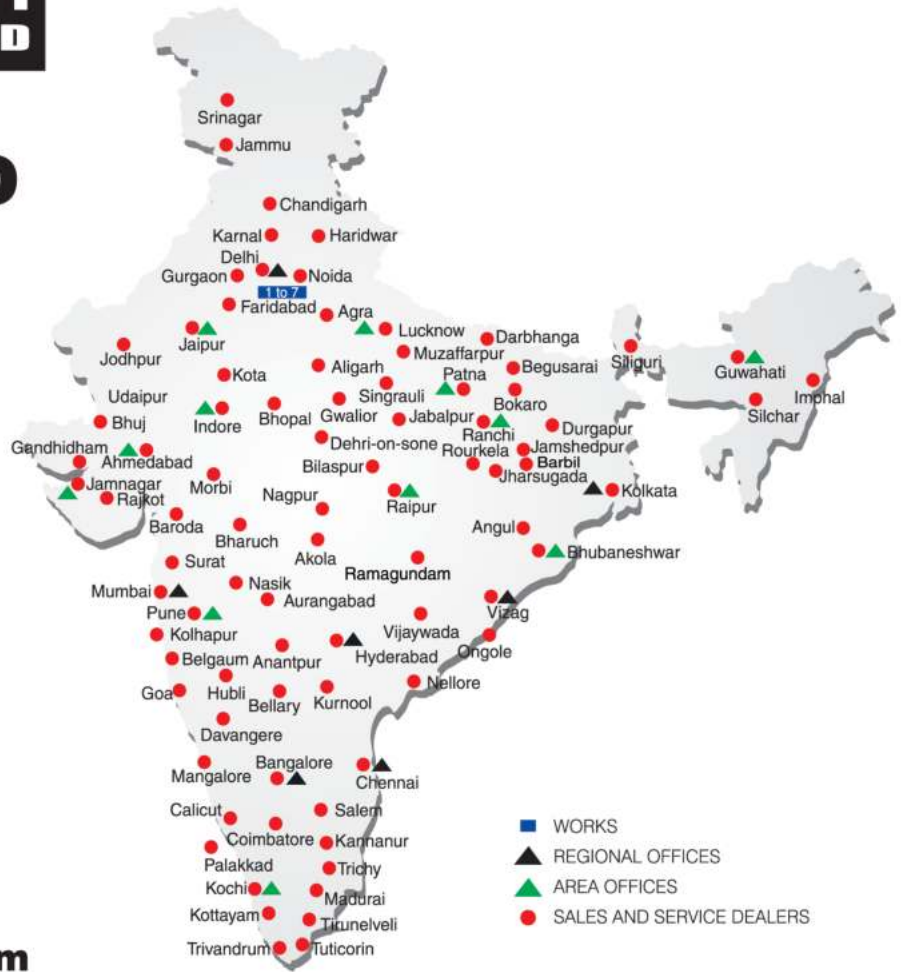 D
Srinagar
Jammu
Chandigarh
Karnal
Haridwar
Delhi
Gurgaon
Noida
1 to 7
Faridabad
Agra
Jaipur
Lucknow
Darbhanga
Jodhpur
Muzaffarpur
Siliguri
Guwahati
Aligarh
Begusarai
Kota
Patna
Imphal
Udaipur
Singrauli
Bokaro
Silchar
Bhuj
Indore
Bhopal
Gwalior
Jabalpur
Ranchi
Durgapur
Gandhidham
Dehri-on-sone
Rourkela
Jamshedpur
Ahmedabad
Bilaspur
Barbil
Jharsugada
Jamnagar
Morbi
Kolkata
Rajkot
Nagpur
Raipur
Baroda
Bharuch
Angul
Akola
Bhubaneshwar
Surat
Ramagundam
Nasik
Mumbai
Aurangabad
Pune
Vizag
Kolhapur
Vijaywada
Ongole
Belgaum
Anantpur
Hyderabad
Goa
Hubli
Bellary
Kurnool
Nellore
Davangere
Mangalore
Bangalore
Chennai
Calicut
Salem
Coimbatore
Kannanur
Palakkad
Trichy
Kochi
Madurai
Kottayam
Tirunelveli
Trivandrum
Tuticorin
WORKS
REGIONAL OFFICES
AREA OFFICES
SALES AND SERVICE DEALERS
m